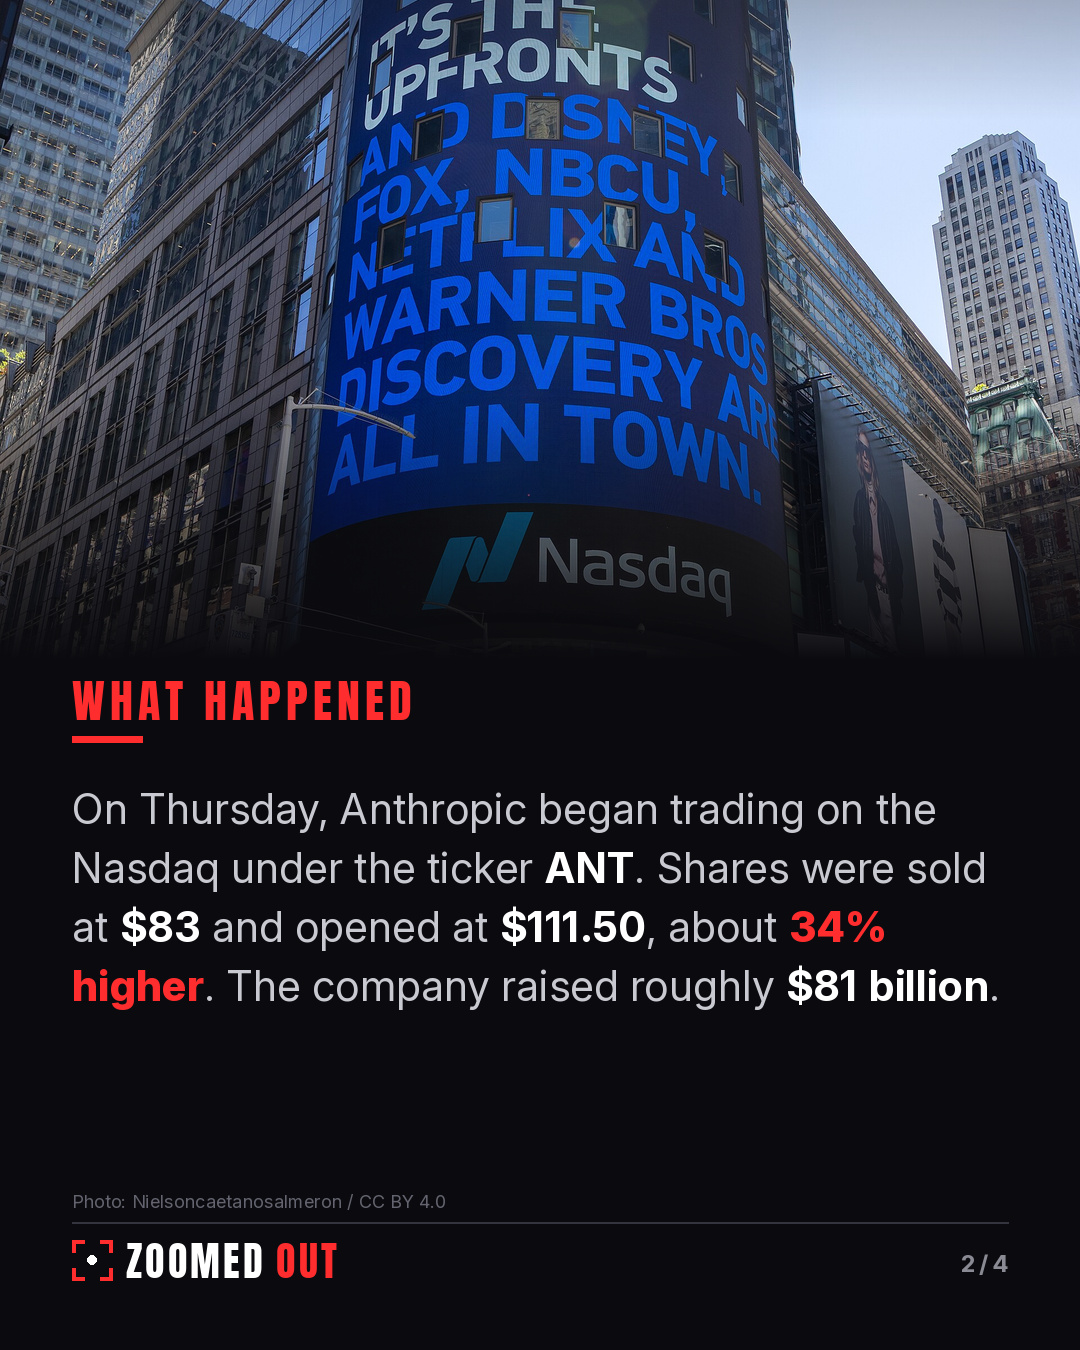 IT'S THE
UPFRONTS
AND DISNEY,
FOX, NBCU,
NETFLIX AND
WARNER BROS
DISCOVERY ARE
ALL IN TOWN.
Nasdaq
WHAT HAPPENED
On Thursday, Anthropic began trading on the
Nasdaq under the ticker ANT. Shares were sold
at $83 and opened at $111.50, about 34%
higher. The company raised roughly $81 billion.
Photo: Nielsoncaetanosalmeron / CC BY 4.0
ZOOMED OUT
2 / 4